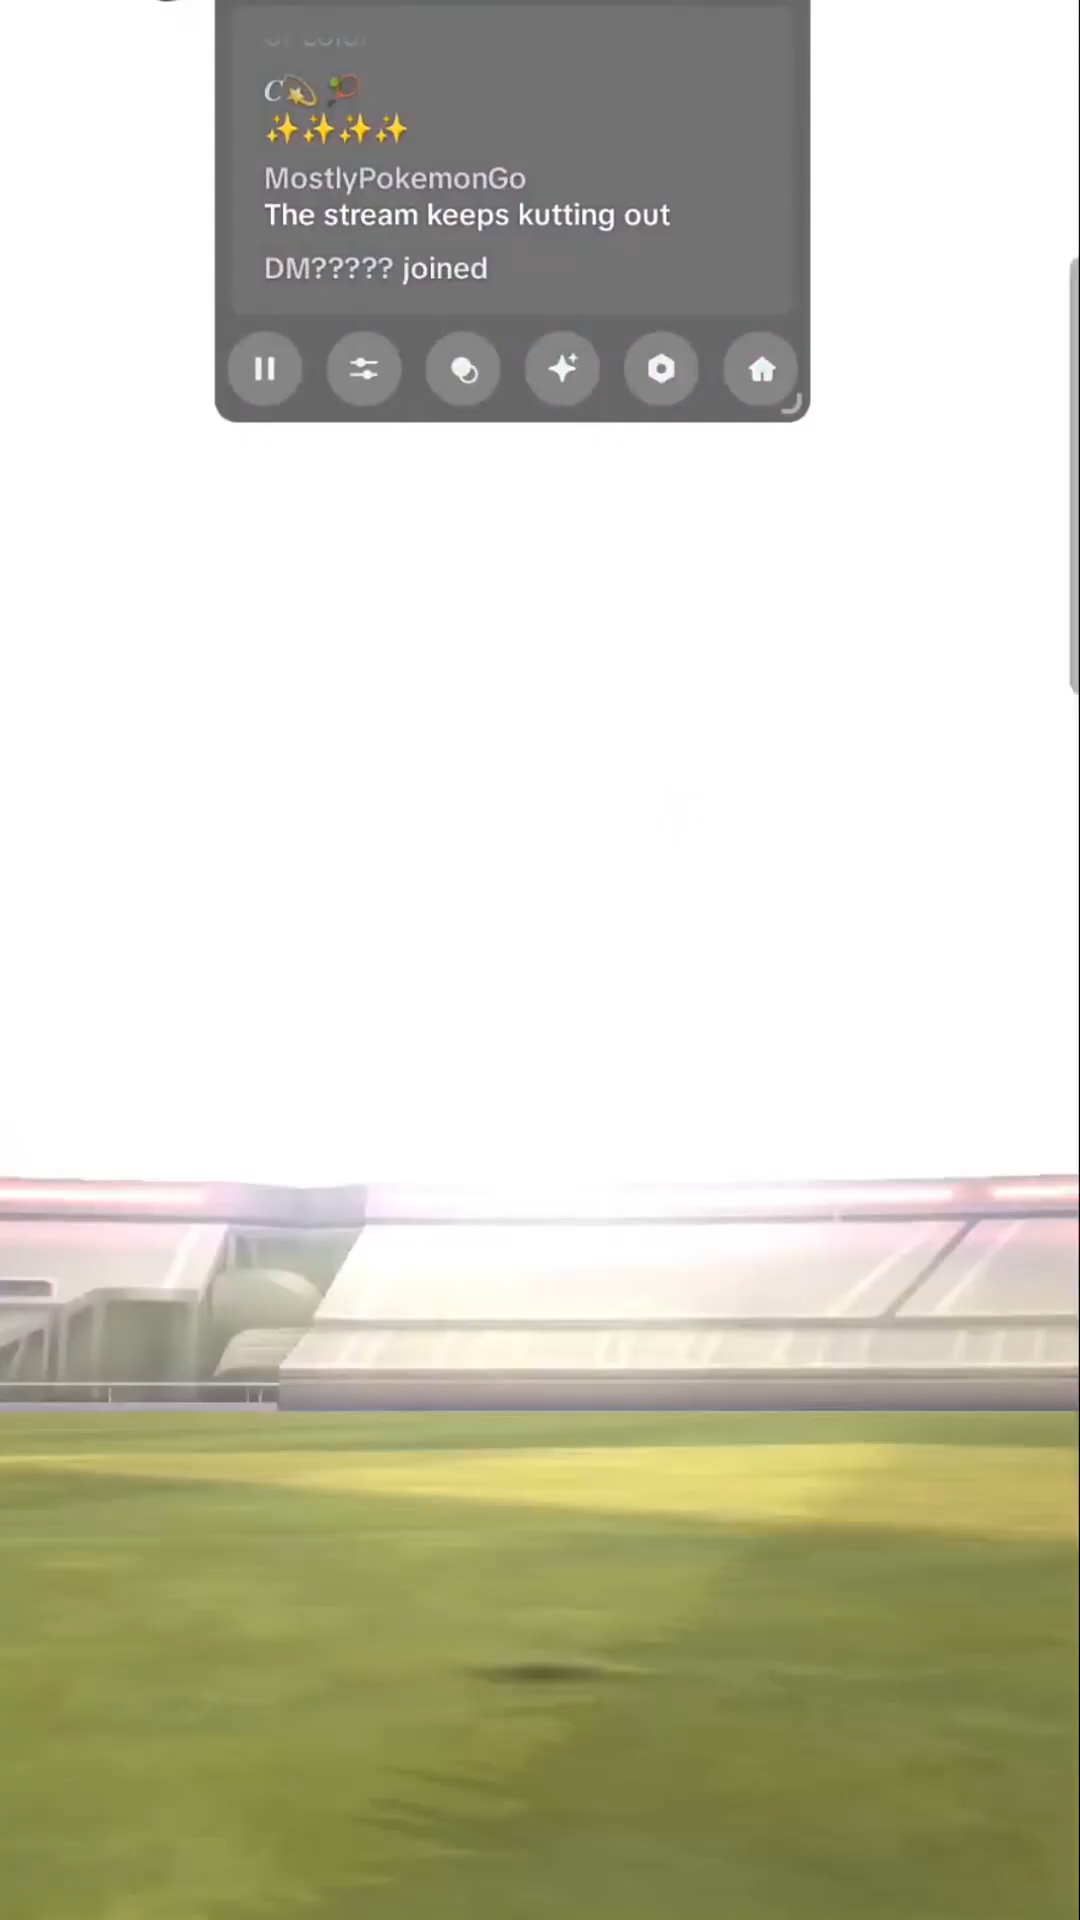 C💫 🎾
✨✨✨✨
MostlyPokemonGo
The stream keeps kutting out
DM????? joined